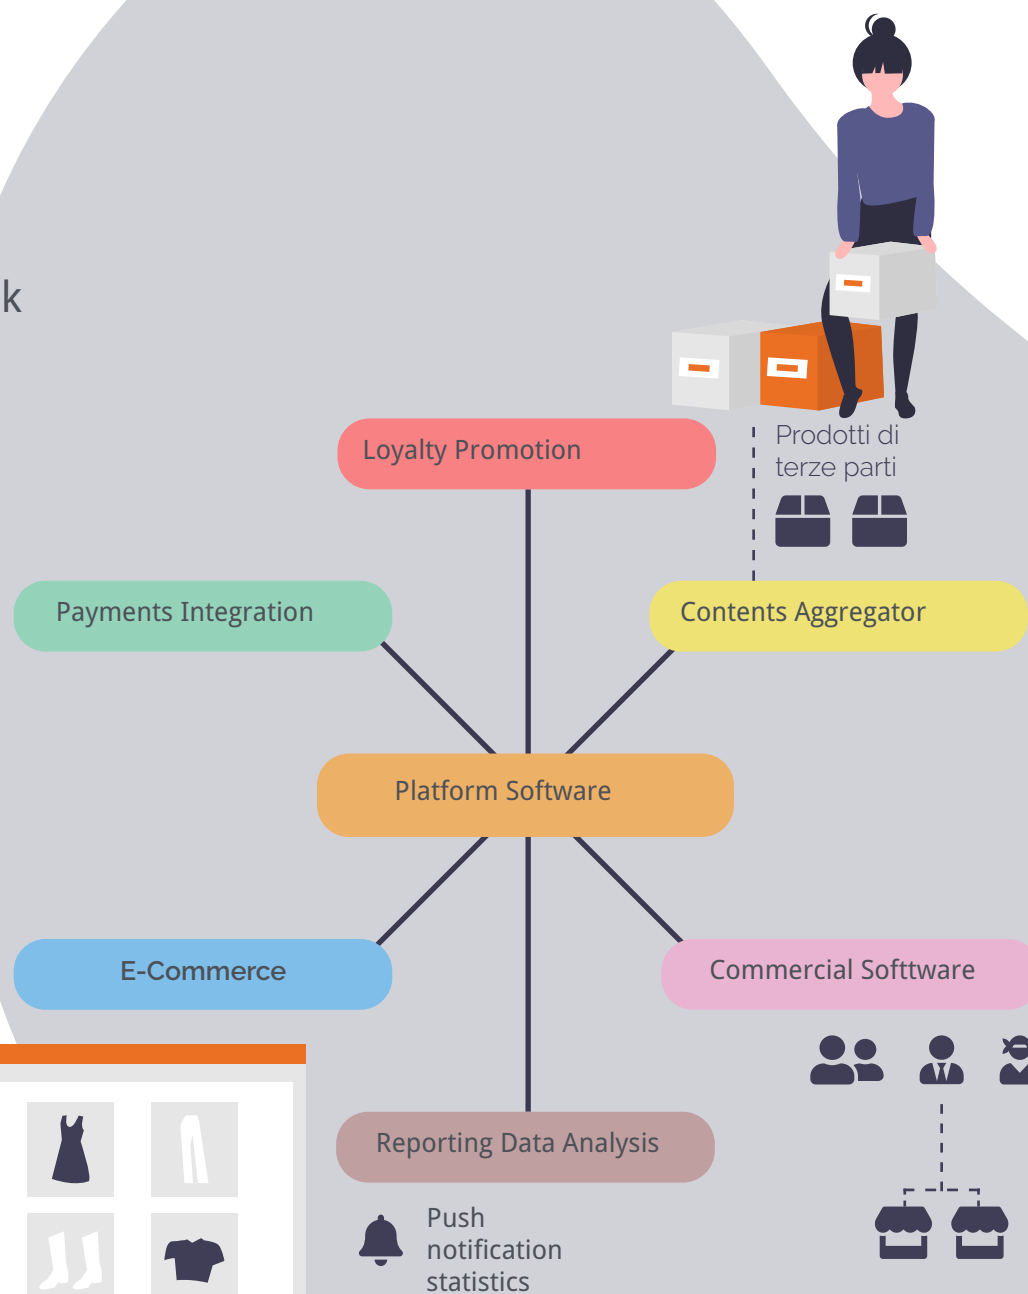 k
Loyalty Promotion
Prodotti di
terze parti
Payments Integration
Contents Aggregator
Platform Software
E-Commerce
Commercial Softtware
Reporting Data Analysis
Push
notification
statistics